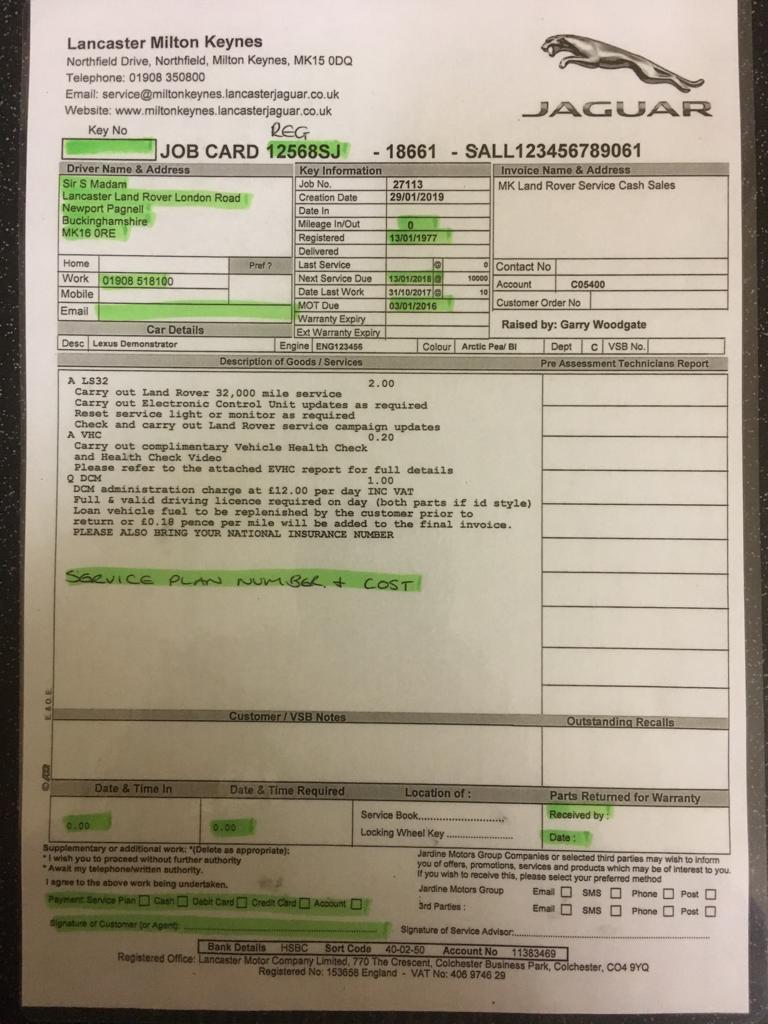 Lancaster Milton Keynes
Northfield Drive, Northfield, Milton Keynes, MK15 0DQ
Telephone: 01908 350800
Email: service@miltonkeynes.lancasterjaguar.co.uk
Website: www.miltonkeynes.lancasterjaguar.co.uk
JAGUAR
Key No
REG
JOB CARD 12568SJ - 18661 - SALL123456789061
Driver Name & Address
Sir S Madam
Lancaster Land Rover London Road
Newport Pagnell
Buckinghamshire
MK16 0RE
Home
Pref ?
Work 01908 518100
Mobile
Email
Key Information
Job No. 27113
Creation Date 29/01/2019
Date In
Mileage In/Out 0
Registered 13/01/1977
Delivered
Last Service @ 0
Next Service Due 13/01/2018 @ 10000
Date Last Work 31/10/2017 @ 10
MOT Due 03/01/2016
Warranty Expiry
Ext Warranty Expiry
Invoice Name & Address
MK Land Rover Service Cash Sales
Contact No
Account C05400
Customer Order No
Raised by: Garry Woodgate
Car Details
Desc Lexus Demonstrator Engine ENG123456 Colour Arctic Pea/ Bl Dept C VSB No.
Description of Goods / Services
Pre Assessment Technicians Report
A LS32 2.00
Carry out Land Rover 32,000 mile service
Carry out Electronic Control Unit updates as required
Reset service light or monitor as required
Check and carry out Land Rover service campaign updates
A VHC 0.20
Carry out complimentary Vehicle Health Check
and Health Check Video
Please refer to the attached EVHC report for full details
Q DCM 1.00
DCM administration charge at £12.00 per day INC VAT
Full & valid driving licence required on day (both parts if id style)
Loan vehicle fuel to be replenished by the customer prior to
return or £0.18 pence per mile will be added to the final invoice.
PLEASE ALSO BRING YOUR NATIONAL INSURANCE NUMBER
SERVICE PLAN NUMBER + COST
E & O E
Customer / VSB Notes
Outstanding Recalls
Date & Time In
Date & Time Required
Location of :
Parts Returned for Warranty
0.00
0.00
Service Book
Locking Wheel Key
Received by :
Date :
Supplementary or additional work: *(Delete as appropriate):
* I wish you to proceed without further authority
* Await my telephone/written authority.
I agree to the above work being undertaken.
Payment: Service Plan Cash Debit Card Credit Card Account
Signature of Customer (or Agent):
Jardine Motors Group Companies or selected third parties may wish to inform
you of offers, promotions, services and products which may be of interest to you.
If you wish to receive this, please select your preferred method
Jardine Motors Group Email SMS Phone Post
3rd Parties : Email SMS Phone Post
Signature of Service Advisor:
Bank Details HSBC Sort Code 40-02-50 Account No 11383469
Registered Office: Lancaster Motor Company Limited, 770 The Crescent, Colchester Business Park, Colchester, CO4 9YQ
Registered No: 153658 England - VAT No: 406 9746 29